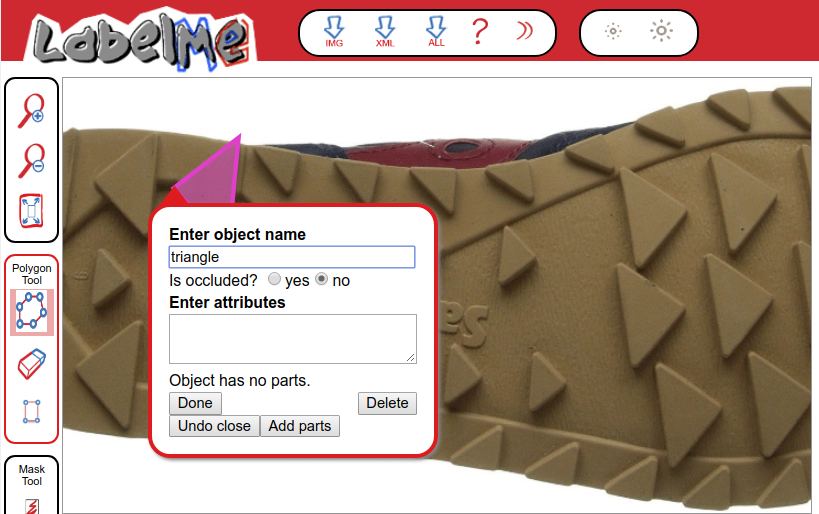 LabelMe
IMG
XML
ALL
?
Polygon
Tool
Enter object name
triangle
Is occluded? yes no
Enter attributes
Object has no parts.
Done
Delete
Undo close
Add parts
Mask
Tool